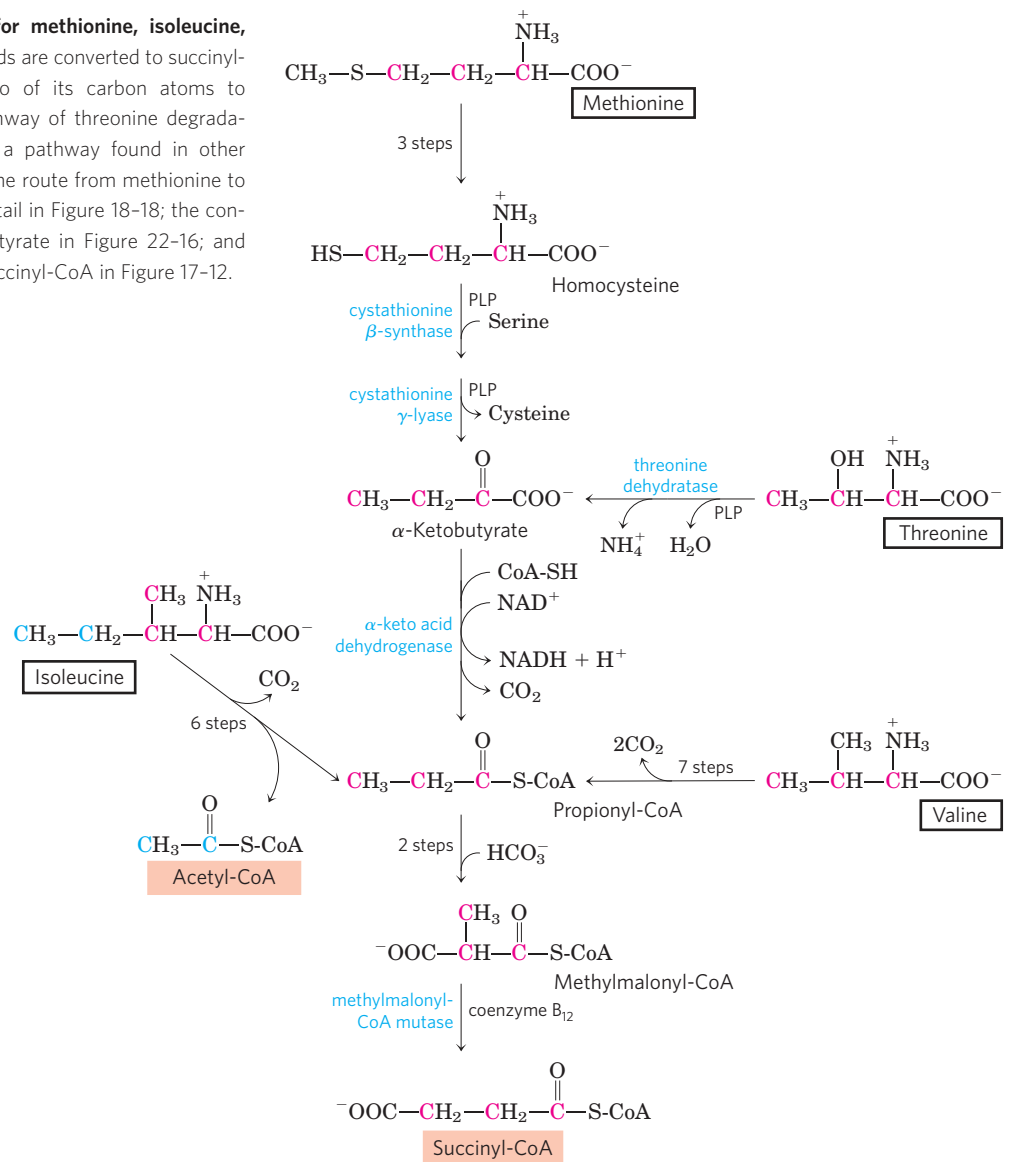 for methionine, isoleucine,
ds are converted to succinyl-
o of its carbon atoms to
hway of threonine degrada-
a pathway found in other
he route from methionine to
tail in Figure 18–18; the con-
tyrate in Figure 22–16; and
ccinyl-CoA in Figure 17–12.
+
NH₃
CH₃—S—CH₂—CH₂—CH—COO⁻
Methionine
3 steps
+
NH₃
HS—CH₂—CH₂—CH—COO⁻
Homocysteine
cystathionine
β-synthase
PLP
Serine
cystathionine
γ-lyase
PLP
Cysteine
O
CH₃—CH₂—C—COO⁻
α-Ketobutyrate
threonine
dehydratase
PLP
NH₄⁺ H₂O
+
OH NH₃
CH₃—CH—CH—COO⁻
Threonine
CoA-SH
NAD⁺
α-keto acid
dehydrogenase
NADH + H⁺
CO₂
+
CH₃ NH₃
CH₃—CH₂—CH—CH—COO⁻
Isoleucine
CO₂
6 steps
O
CH₃—C—S-CoA
Acetyl-CoA
O
CH₃—CH₂—C—S-CoA
Propionyl-CoA
2CO₂
7 steps
+
CH₃ NH₃
CH₃—CH—CH—COO⁻
Valine
2 steps
HCO₃⁻
CH₃ O
⁻OOC—CH—C—S-CoA
Methylmalonyl-CoA
methylmalonyl-
CoA mutase
coenzyme B₁₂
O
⁻OOC—CH₂—CH₂—C—S-CoA
Succinyl-CoA